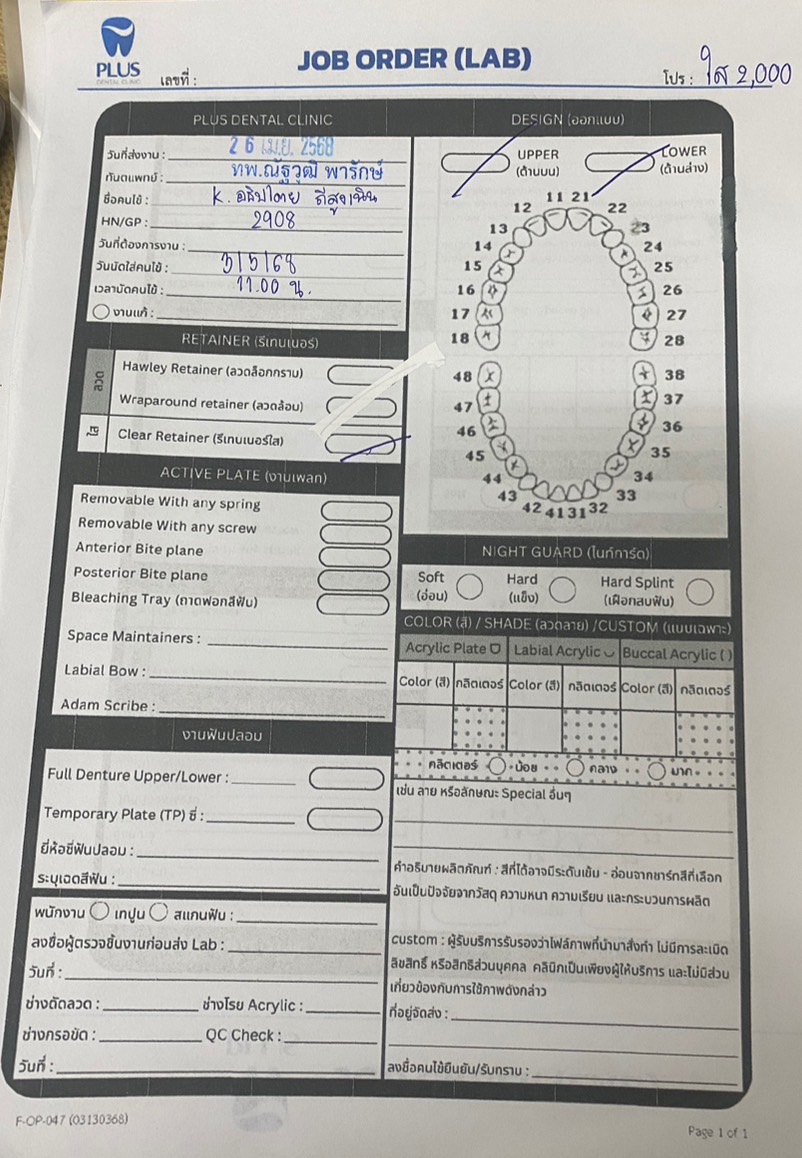 PLUS
DENTAL CLINIC
เลขที่ :
JOB ORDER (LAB)
โปร : ใส 2,000
PLUS DENTAL CLINIC
วันที่ส่งงาน : 26 เม.ย. 2568
ทันตแพทย์ : ทพ.ณัฐวุฒิ พารักษ์
ชื่อคนไข้ : K. อธิปไตย
HN/GP : 2908
วันที่ต้องการงาน :
วันนัดใส่คนไข้ : 3/5/68
เวลานัดคนไข้ : 11.00 น.
งานแก้ :
RETAINER (รีเทนเนอร์)
ลวด
Hawley Retainer (ลวดล็อกกราม)
Wraparound retainer (ลวดล้อม)
ใส
Clear Retainer (รีเทนเนอร์ใส)
ACTIVE PLATE (งานเพลท)
Removable With any spring
Removable With any screw
Anterior Bite plane
Posterior Bite plane
Bleaching Tray (ถาดฟอกสีฟัน)
Space Maintainers :
Labial Bow :
Adam Scribe :
งานฟันปลอม
Full Denture Upper/Lower :
Temporary Plate (TP) ซี่ :
ยี่ห้อซี่ฟันปลอม :
ระบุเฉดสีฟัน :
พนักงาน เทปูน สแกนฟัน :
ลงชื่อผู้ตรวจชิ้นงานก่อนส่ง Lab :
วันที่ :
ช่างดัดลวด : ช่างโรย Acrylic :
ช่างกรอขัด : QC Check :
วันที่ :
DESIGN (ออกแบบ)
UPPER
(ด้านบน)
LOWER
(ด้านล่าง)
11 21
12 22
13 23
14 24
15 25
16 26
17 27
18 28
48 38
47 37
46 36
45 35
44 34
43 33
42 41 31 32
NIGHT GUARD (ไนท์การ์ด)
Soft Hard Hard Splint
(อ่อน) (แข็ง) (เฝือกสบฟัน)
COLOR (สี) / SHADE (ลวดลาย) /CUSTOM (แบบเฉพาะ)
Acrylic Plate Labial Acrylic Buccal Acrylic ( )
Color (สี) กลิตเตอร์ Color (สี) กลิตเตอร์ Color (สี) กลิตเตอร์
กลิตเตอร์ น้อย กลาง มาก
เช่น ลาย หรือลักษณะ Special อื่นๆ
คำอธิบายผลิตภัณฑ์ : สีที่ได้อาจมีระดับเข้ม - อ่อนจากชาร์ทสีที่เลือก
อันเป็นปัจจัยจากวัสดุ ความหนา ความเรียบ และกระบวนการผลิต
custom : ผู้รับบริการรับรองว่าไฟล์ภาพที่นำมาสั่งทำ ไม่มีการละเมิด
ลิขสิทธิ์ หรือสิทธิส่วนบุคคล คลินิกเป็นเพียงผู้ให้บริการ และไม่มีส่วน
เกี่ยวข้องกับการใช้ภาพดังกล่าว
ที่อยู่จัดส่ง :
ลงชื่อคนไข้ยืนยัน/รับทราบ :
F-OP-047 (03130368)
Page 1 of 1